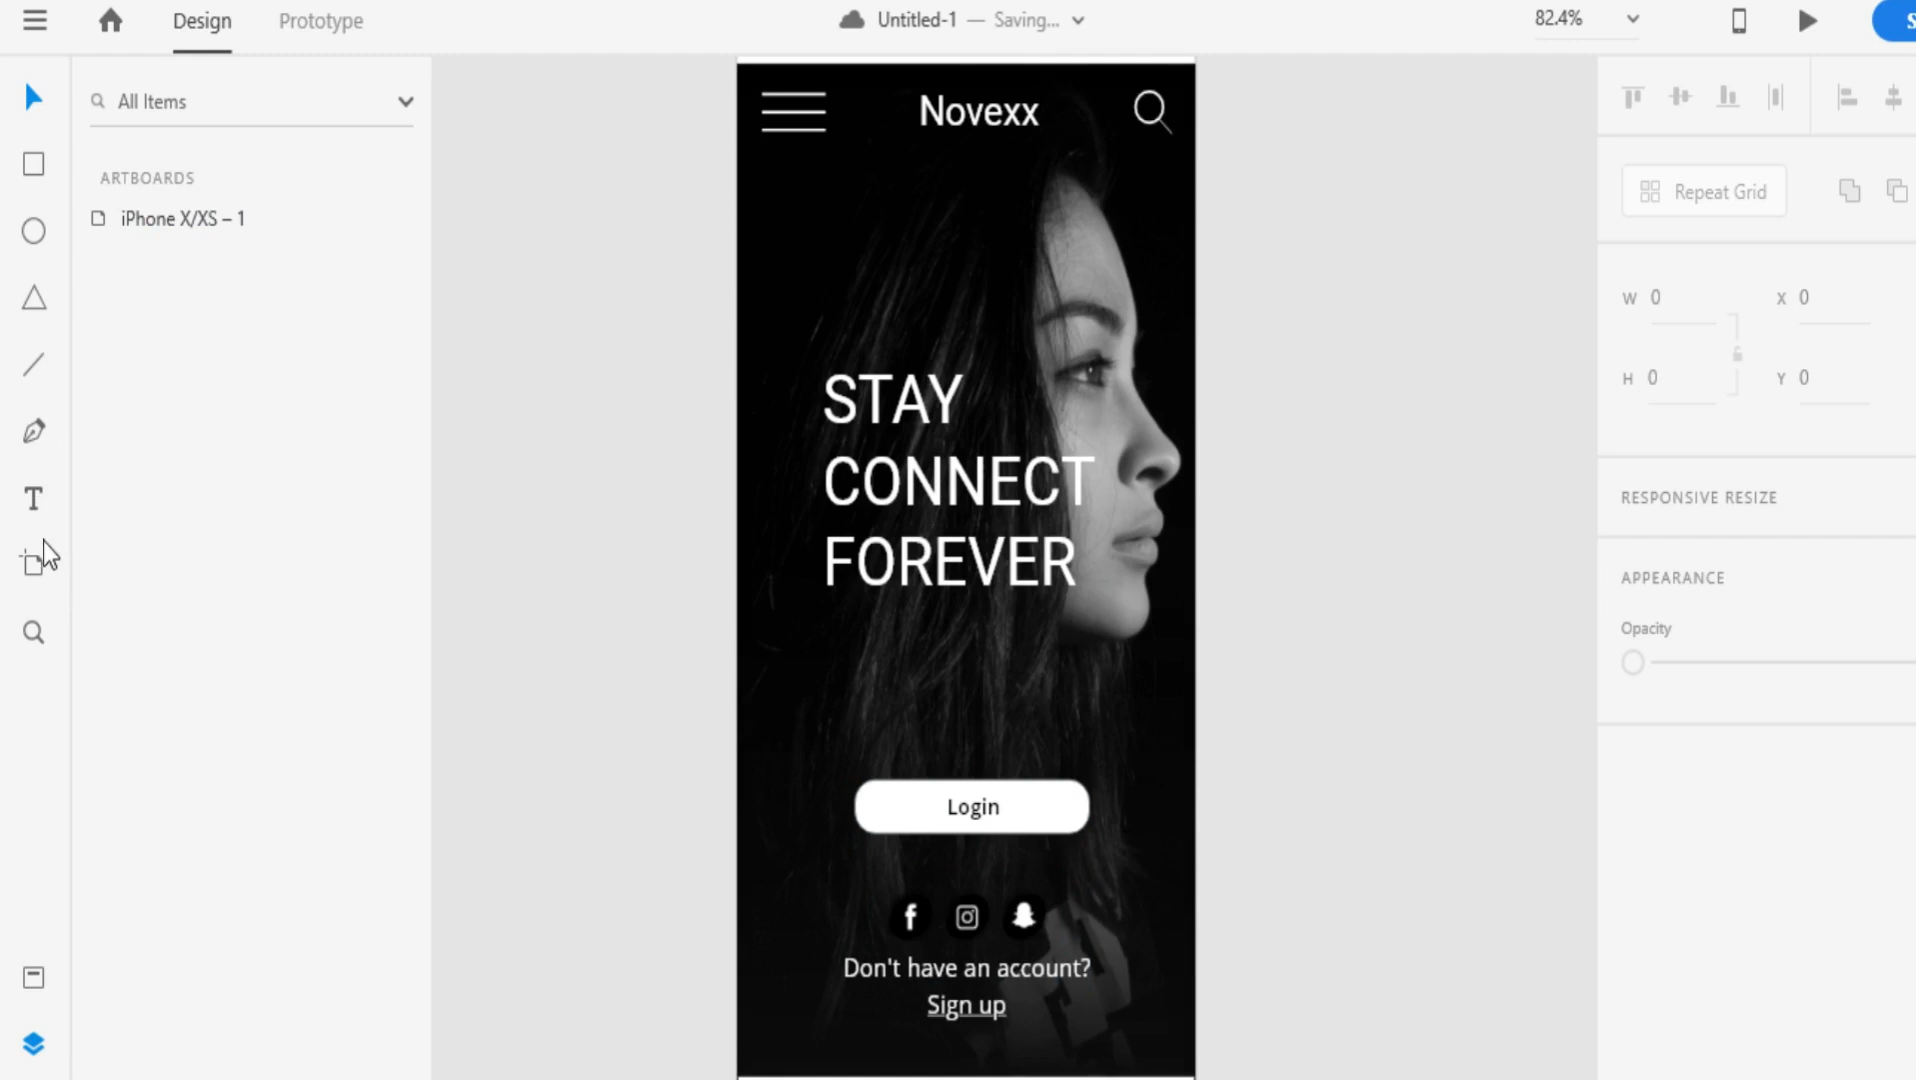 Design
Prototype
Untitled-1 — Saving...
82.4%
All Items
ARTBOARDS
iPhone X/XS – 1
Novexx
STAY
CONNECT
FOREVER
Login
Don't have an account?
Sign up
Repeat Grid
W 0
X 0
H 0
Y 0
RESPONSIVE RESIZE
APPEARANCE
Opacity